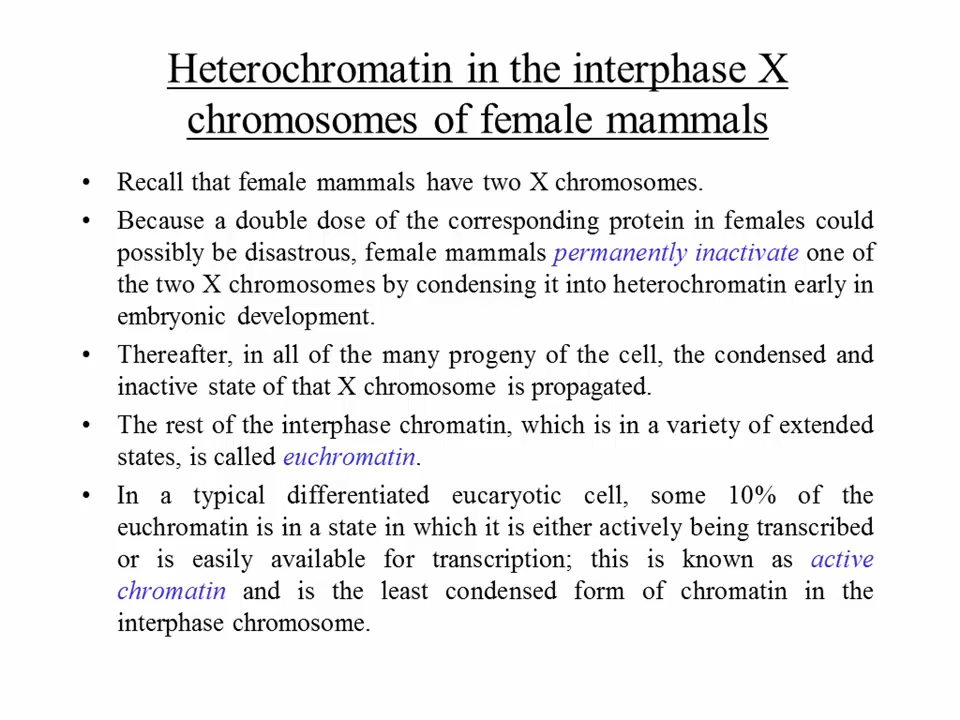 Heterochromatin in the interphase X
chromosomes of female mammals
• Recall that female mammals have two X chromosomes.
• Because a double dose of the corresponding protein in females could
possibly be disastrous, female mammals permanently inactivate one of
the two X chromosomes by condensing it into heterochromatin early in
embryonic development.
• Thereafter, in all of the many progeny of the cell, the condensed and
inactive state of that X chromosome is propagated.
• The rest of the interphase chromatin, which is in a variety of extended
states, is called euchromatin.
• In a typical differentiated eucaryotic cell, some 10% of the
euchromatin is in a state in which it is either actively being transcribed
or is easily available for transcription; this is known as active
chromatin and is the least condensed form of chromatin in the
interphase chromosome.